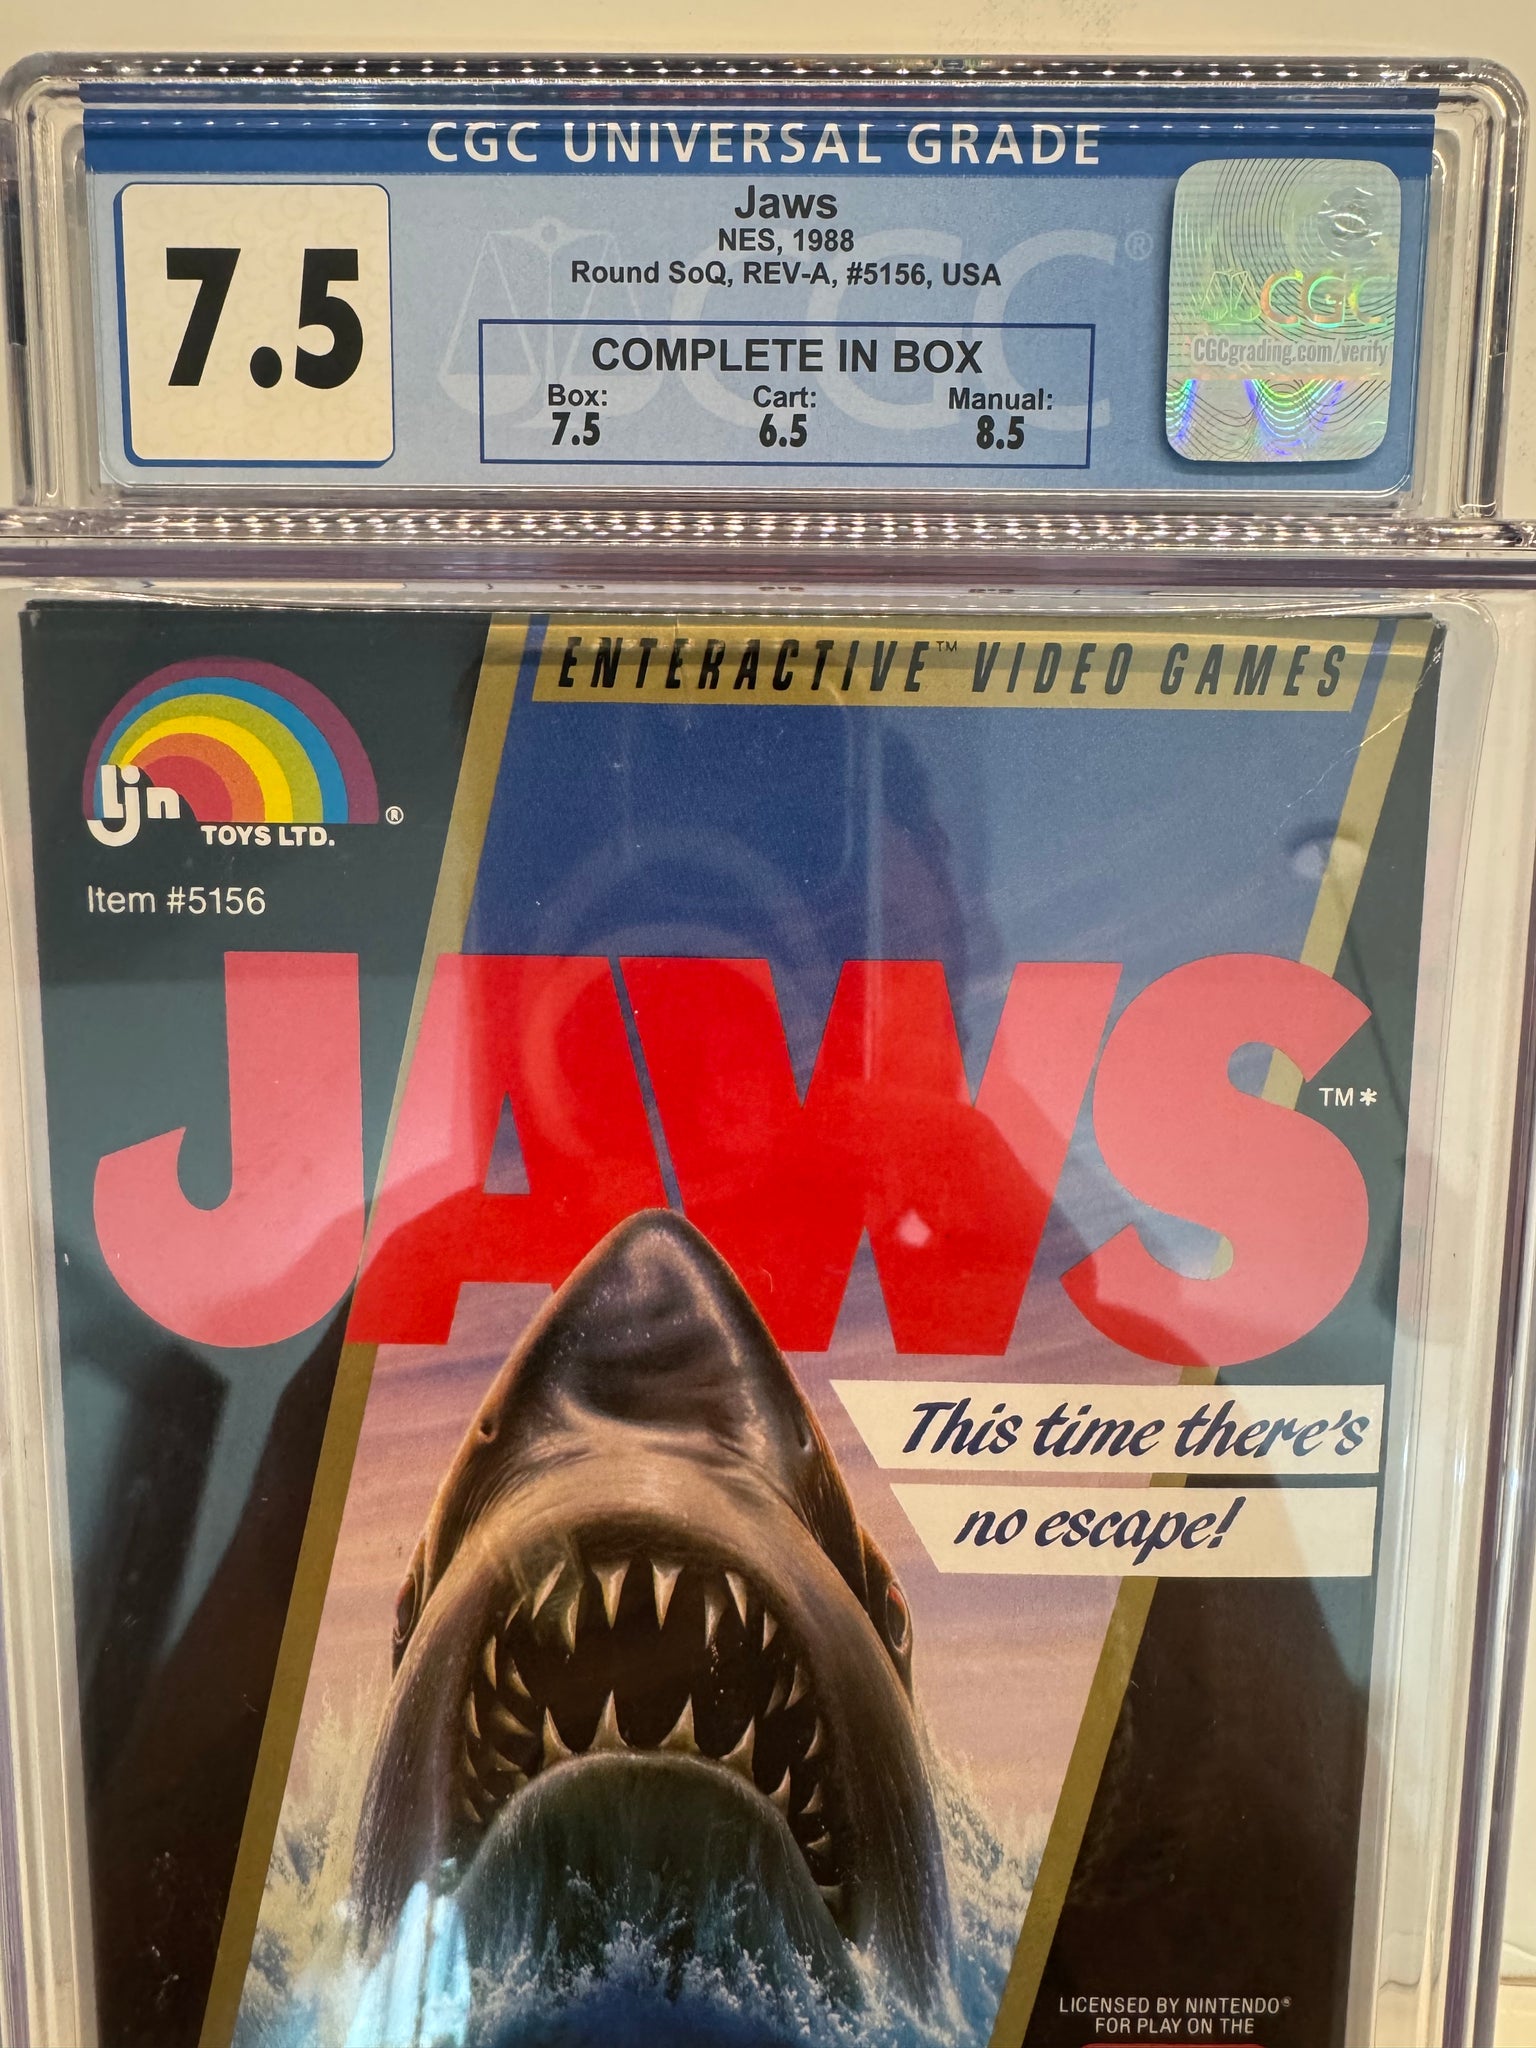 CGC UNIVERSAL GRADE
7.5
Jaws
NES, 1988
Round SoQ, REV-A, #5156, USA
COMPLETE IN BOX
Box: Cart: Manual:
7.5 6.5 8.5
CGC®
CGC
CGCgrading.com/verify
ENTERACTIVE™ VIDEO GAMES
ljn
TOYS LTD.®
Item #5156
JAWS
TM*
This time there's
no escape!
LICENSED BY NINTENDO®
FOR PLAY ON THE